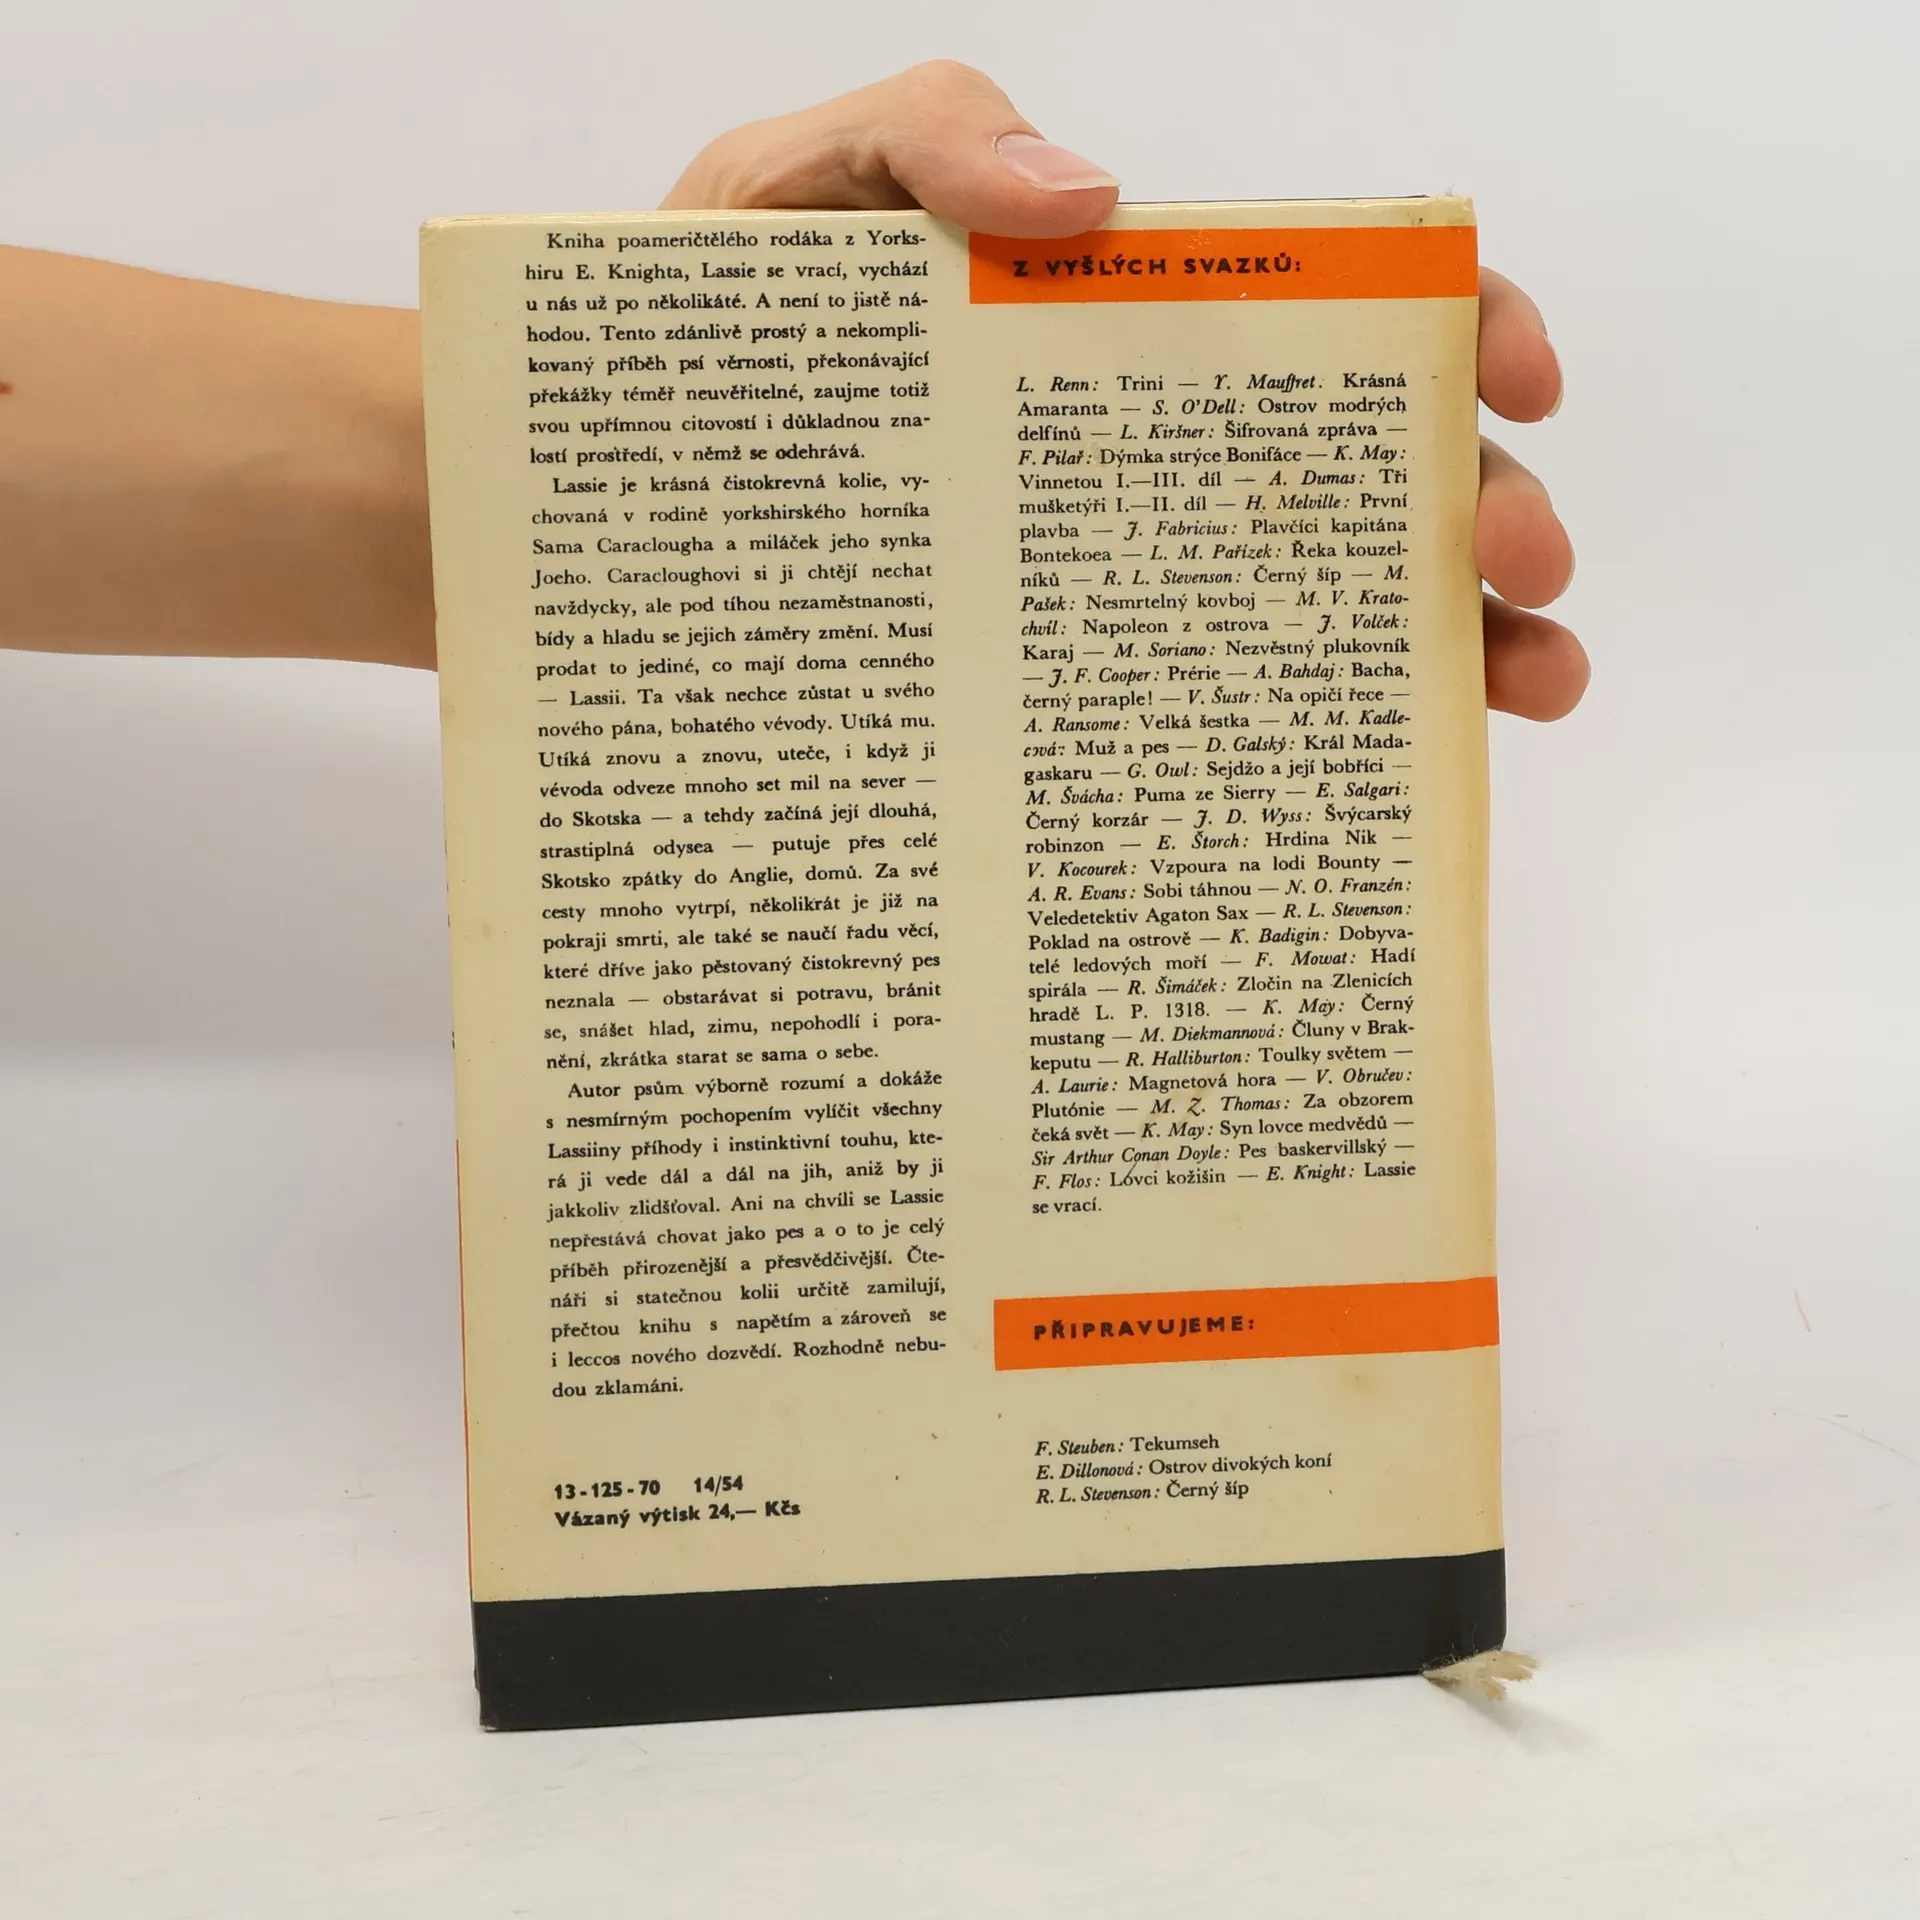 Kniha poameričtělého rodáka z Yorks-
hiru E. Knighta, Lassie se vrací, vychází
u nás už po několikáté. A není to jistě ná-
hodou. Tento zdánlivě prostý a nekompli-
kovaný příběh psí věrnosti, překonávající
překážky téměř neuvěřitelné, zaujme totiž
svou upřímnou citovostí i důkladnou zna-
lostí prostředí, v němž se odehrává.
Lassie je krásná čistokrevná kolie, vy-
chovaná v rodině yorkshirského horníka
Sama Caraclougha a miláček jeho synka
Joeho. Caracloughovi si ji chtějí nechat
navždycky, ale pod tíhou nezaměstnanosti,
bídy a hladu se jejich záměry změní. Musí
prodat to jediné, co mají doma cenného
— Lassii. Ta však nechce zůstat u svého
nového pána, bohatého vévody. Utíká mu.
Utíká znovu a znovu, uteče, i když ji
vévoda odveze mnoho set mil na sever —
do Skotska — a tehdy začíná její dlouhá,
strastiplná odysea — putuje přes celé
Skotsko zpátky do Anglie, domů. Za své
cesty mnoho vytrpí, několikrát je již na
pokraji smrti, ale také se naučí řadu věcí,
které dříve jako pěstovaný čistokrevný pes
neznala — obstarávat si potravu, bránit
se, snášet hlad, zimu, nepohodlí i pora-
nění, zkrátka starat se sama o sebe.
Autor psům výborně rozumí a dokáže
s nesmírným pochopením vylíčit všechny
Lassiiny příhody i instinktivní touhu, kte-
rá ji vede dál a dál na jih, aniž by ji
jakkoliv zlidšťoval. Ani na chvíli se Lassie
nepřestává chovat jako pes a o to je celý
příběh přirozenější a přesvědčivější. Čte-
náři si statečnou kolii určitě zamilují,
přečtou knihu s napětím a zároveň se
i leccos nového dozvědí. Rozhodně nebu-
dou zklamáni.
13-125-70 14/54
Vázaný výtisk 24,— Kčs
Z VYŠLÝCH SVAZKŮ:
L. Renn: Trini — Y. Mauffret: Krásná
Amaranta — S. O'Dell: Ostrov modrých
delfínů — L. Kiršner: Šifrovaná zpráva —
F. Pilař: Dýmka strýce Bonifáce — K. May:
Vinnetou I.—III. díl — A. Dumas: Tři
mušketýři I.—II. díl — H. Melville: První
plavba — J. Fabricius: Plavčíci kapitána
Bontekoea — L. M. Pařízek: Řeka kouzel-
níků — R. L. Stevenson: Černý šíp — M.
Pašek: Nesmrtelný kovboj — M. V. Krato-
chvíl: Napoleon z ostrova — J. Volček:
Karaj — M. Soriano: Nezvěstný plukovník
— J. F. Cooper: Prérie — A. Bahdaj: Bacha,
černý paraple! — V. Šustr: Na opičí řece —
A. Ransome: Velká šestka — M. M. Kadle-
cová: Muž a pes — D. Galský: Král Mada-
gaskaru — G. Owl: Sejdžo a její bobříci —
M. Švácha: Puma ze Sierry — E. Salgari:
Černý korzár — J. D. Wyss: Švýcarský
robinzon — E. Štorch: Hrdina Nik —
V. Kocourek: Vzpoura na lodi Bounty —
A. R. Evans: Sobi táhnou — N. O. Franzén:
Veledetektiv Agaton Sax — R. L. Stevenson:
Poklad na ostrově — K. Badigin: Dobyva-
telé ledových moří — F. Mowat: Hadí
spirála — R. Šimáček: Zločin na Zlenicích
hradě L. P. 1318. — K. May: Černý
mustang — M. Diekmannová: Čluny v Brak-
keputu — R. Halliburton: Toulky světem —
A. Laurie: Magnetová hora — V. Obručev:
Plutónie — M. Z. Thomas: Za obzorem
čeká svět — K. May: Syn lovce medvědů —
Sir Arthur Conan Doyle: Pes baskervillský —
F. Flos: Lovci kožišin — E. Knight: Lassie
se vrací.
PŘIPRAVUJEME:
F. Steuben: Tekumseh
E. Dillonová: Ostrov divokých koní
R. L. Stevenson: Černý šíp